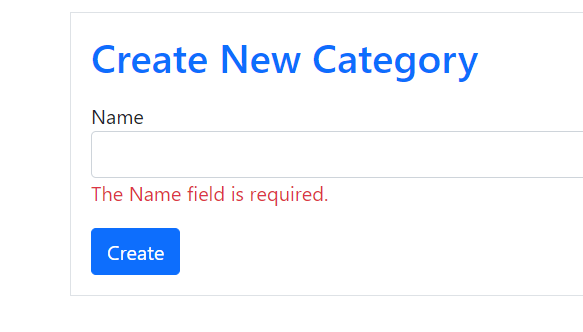 Create New Category
Name
The Name field is required.
Create